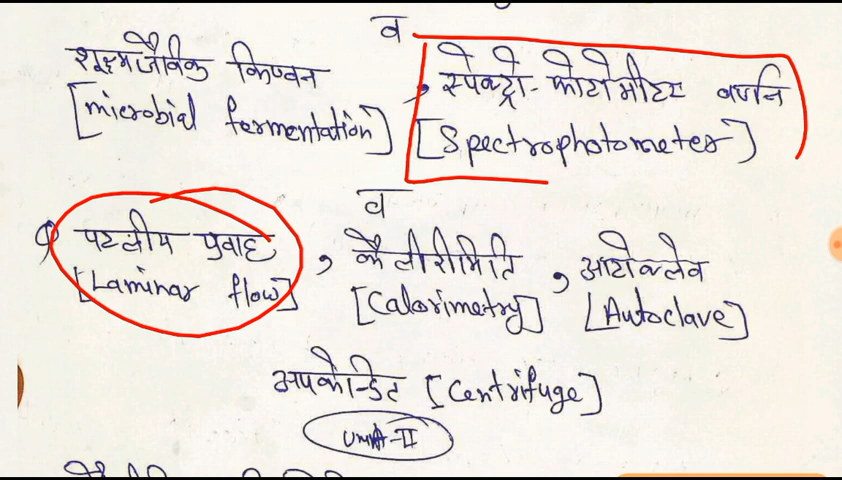 व
शूक्ष्मजैविक किण्वन , स्पेक्ट्रो-फोटोमीटर वर्णन
[microbial fermentation] [Spectrophotometer]
व
पटलीय प्रवाह , कैलोरीमिति , आटोक्लेव
[Laminar flow] [Calorimetry] [Autoclave]
अपकेन्द्रित [Centrifuge]
Unit-II